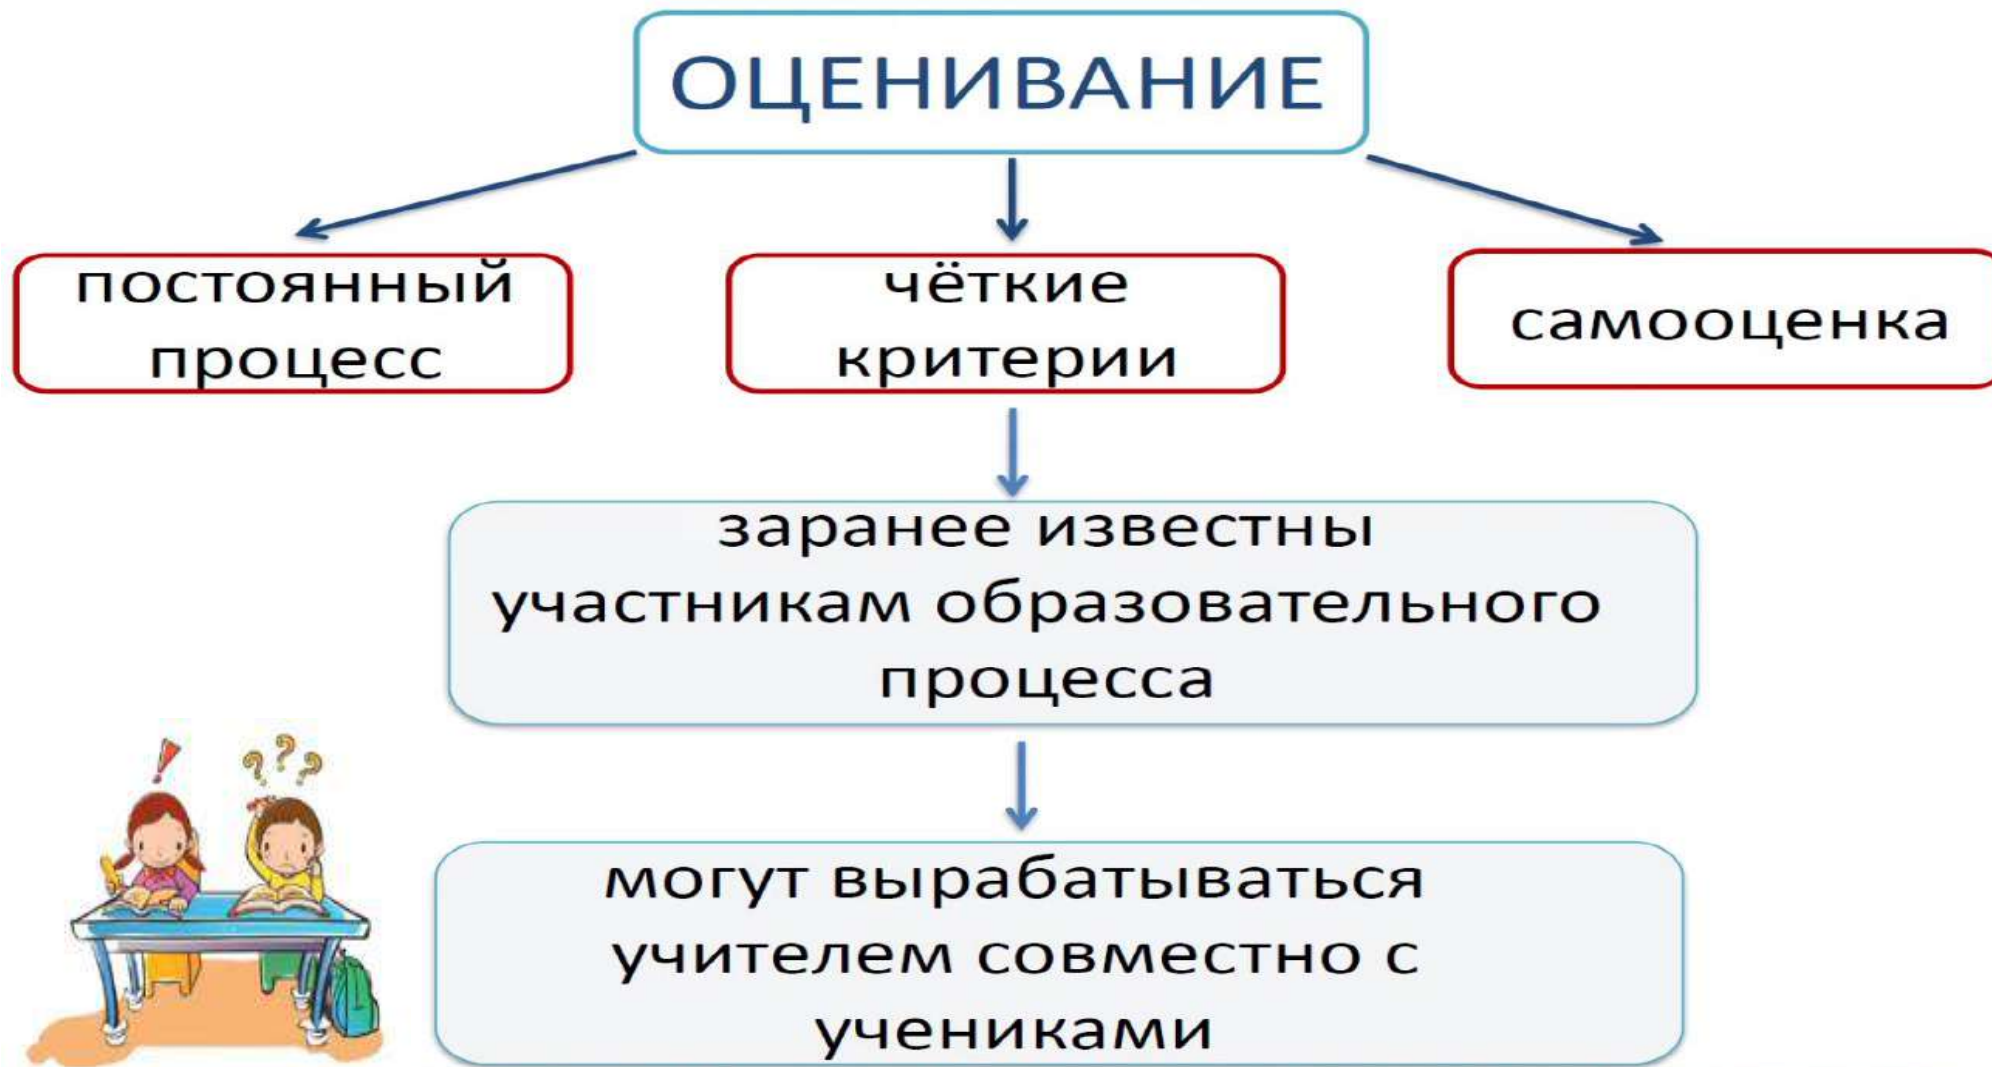 ОЦЕНИВАНИЕ
постоянный
процесс
чёткие
критерии
самооценка
заранее известны
участникам образовательного
процесса
могут вырабатываться
учителем совместно с
учениками